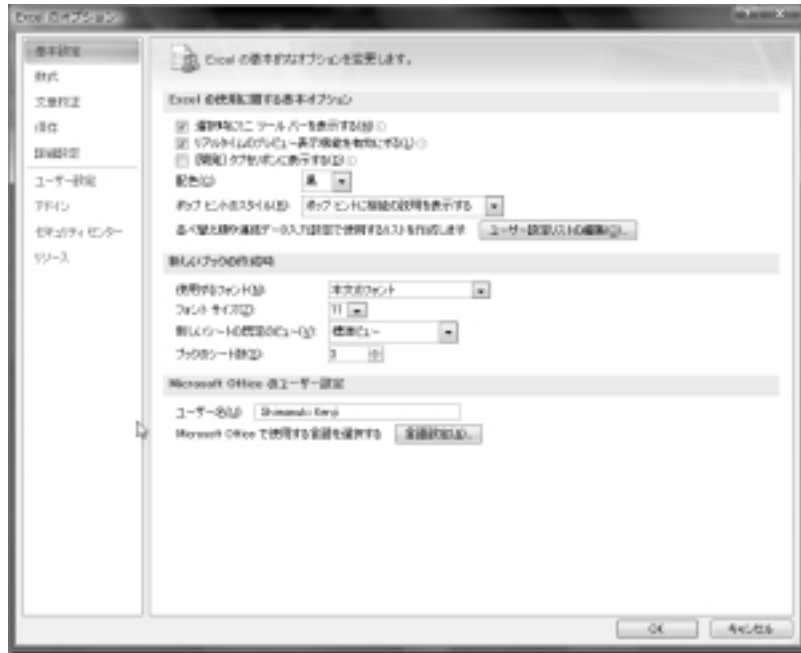 Excel のオプション
基本設定
数式
文章校正
保存
詳細設定
ユーザー設定
アドイン
セキュリティ センター
リソース
Excel の基本的なオプションを変更します。
Excel の使用に関する基本オプション
選択時にミニ ツール バーを表示する(M)
リアルタイムのプレビュー表示機能を有効にする(L)
[開発] タブをリボンに表示する(D)
配色(C): 黒
ポップ ヒントのスタイル(R): ポップ ヒントに機能の説明を表示する
並べ替え順や連続データ入力設定で使用するリストを作成します ユーザー設定リストの編集(O)...
新しいブックの作成時
使用するフォント(N): 本文のフォント
フォント サイズ(Z): 11
新しいシートの既定のビュー(V): 標準ビュー
ブックのシート数(S): 3
Microsoft Office のユーザー設定
ユーザー名(U):
Microsoft Office で使用する言語を選択する 言語設定(A)...
OK キャンセル